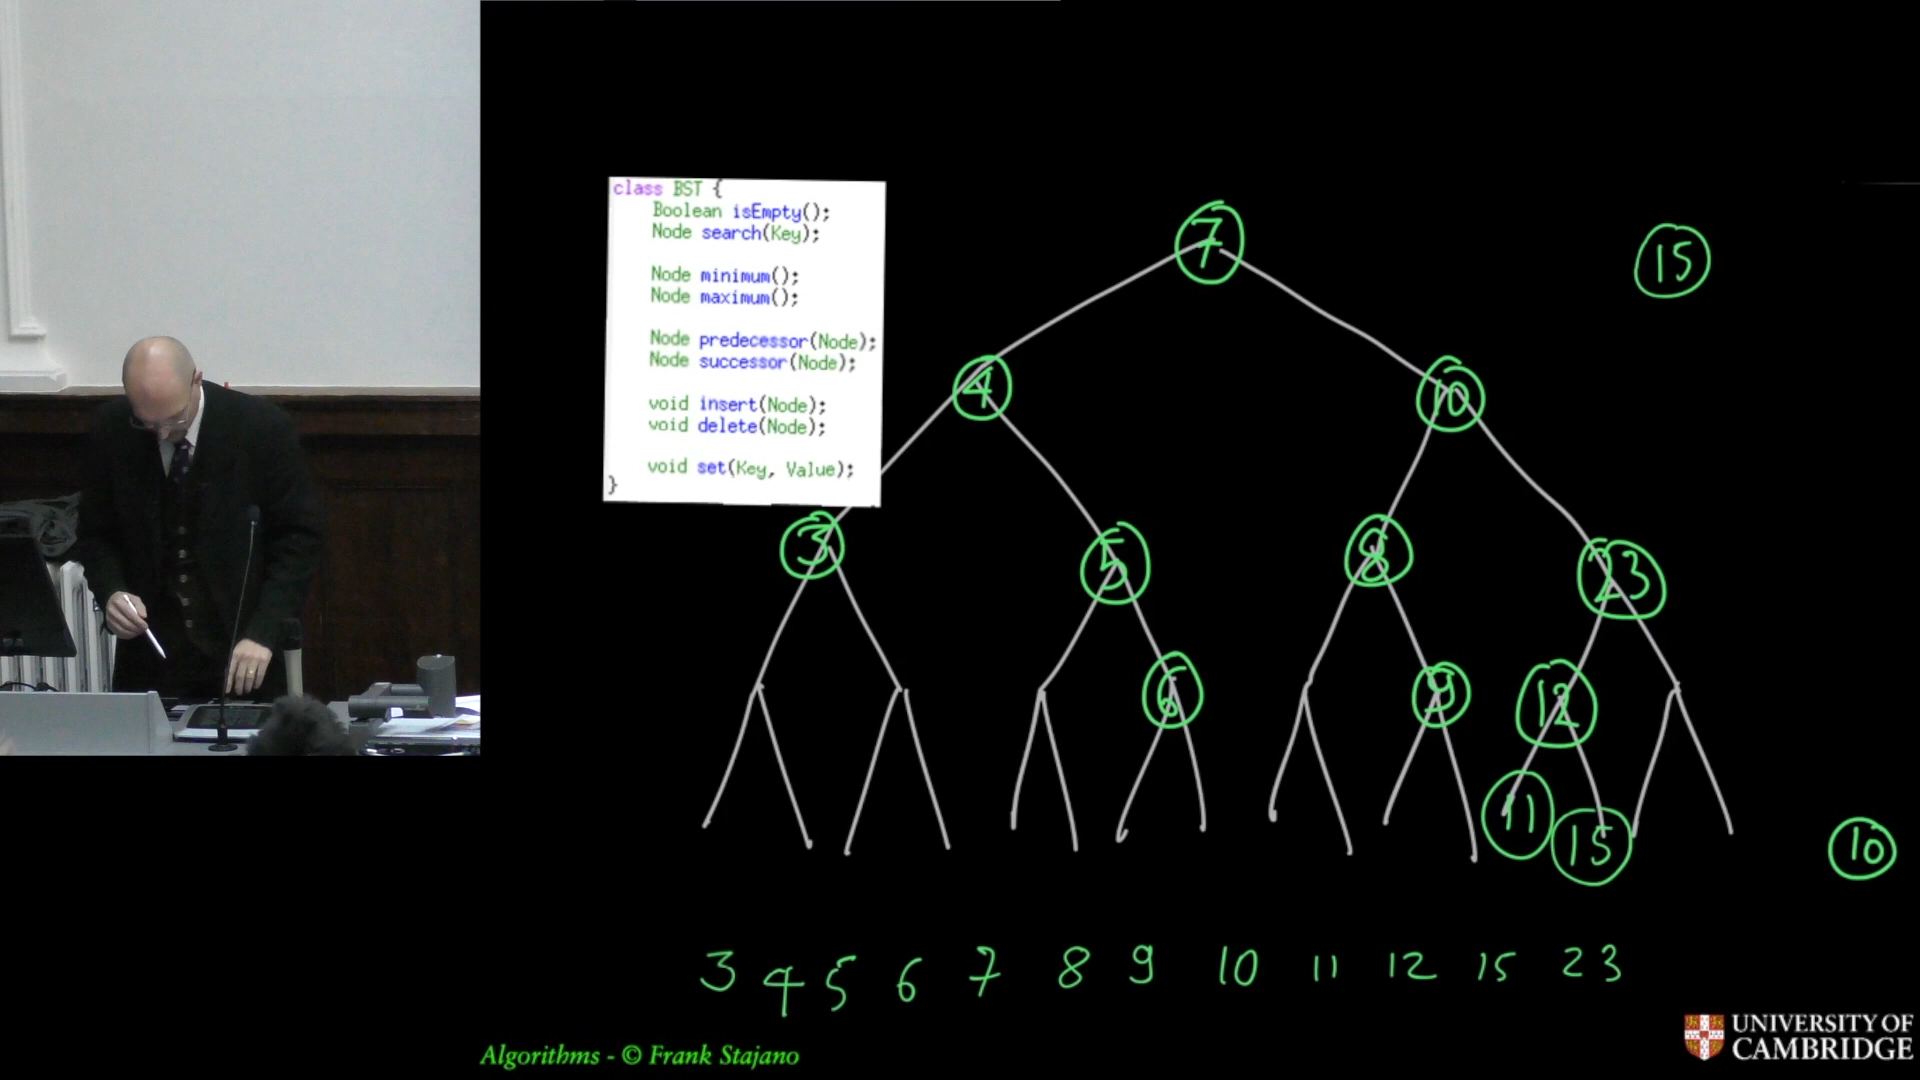 class BST {
Boolean isEmpty();
Node search(Key);
Node minimum();
Node maximum();
Node predecessor(Node);
Node successor(Node);
void insert(Node);
void delete(Node);
void set(Key, Value);
}
7
15
4
10
3
5
8
23
6
9
12
11
15
10
3 4 5 6 7 8 9 10 11 12 15 23
Algorithms - © Frank Stajano
UNIVERSITY OF
CAMBRIDGE